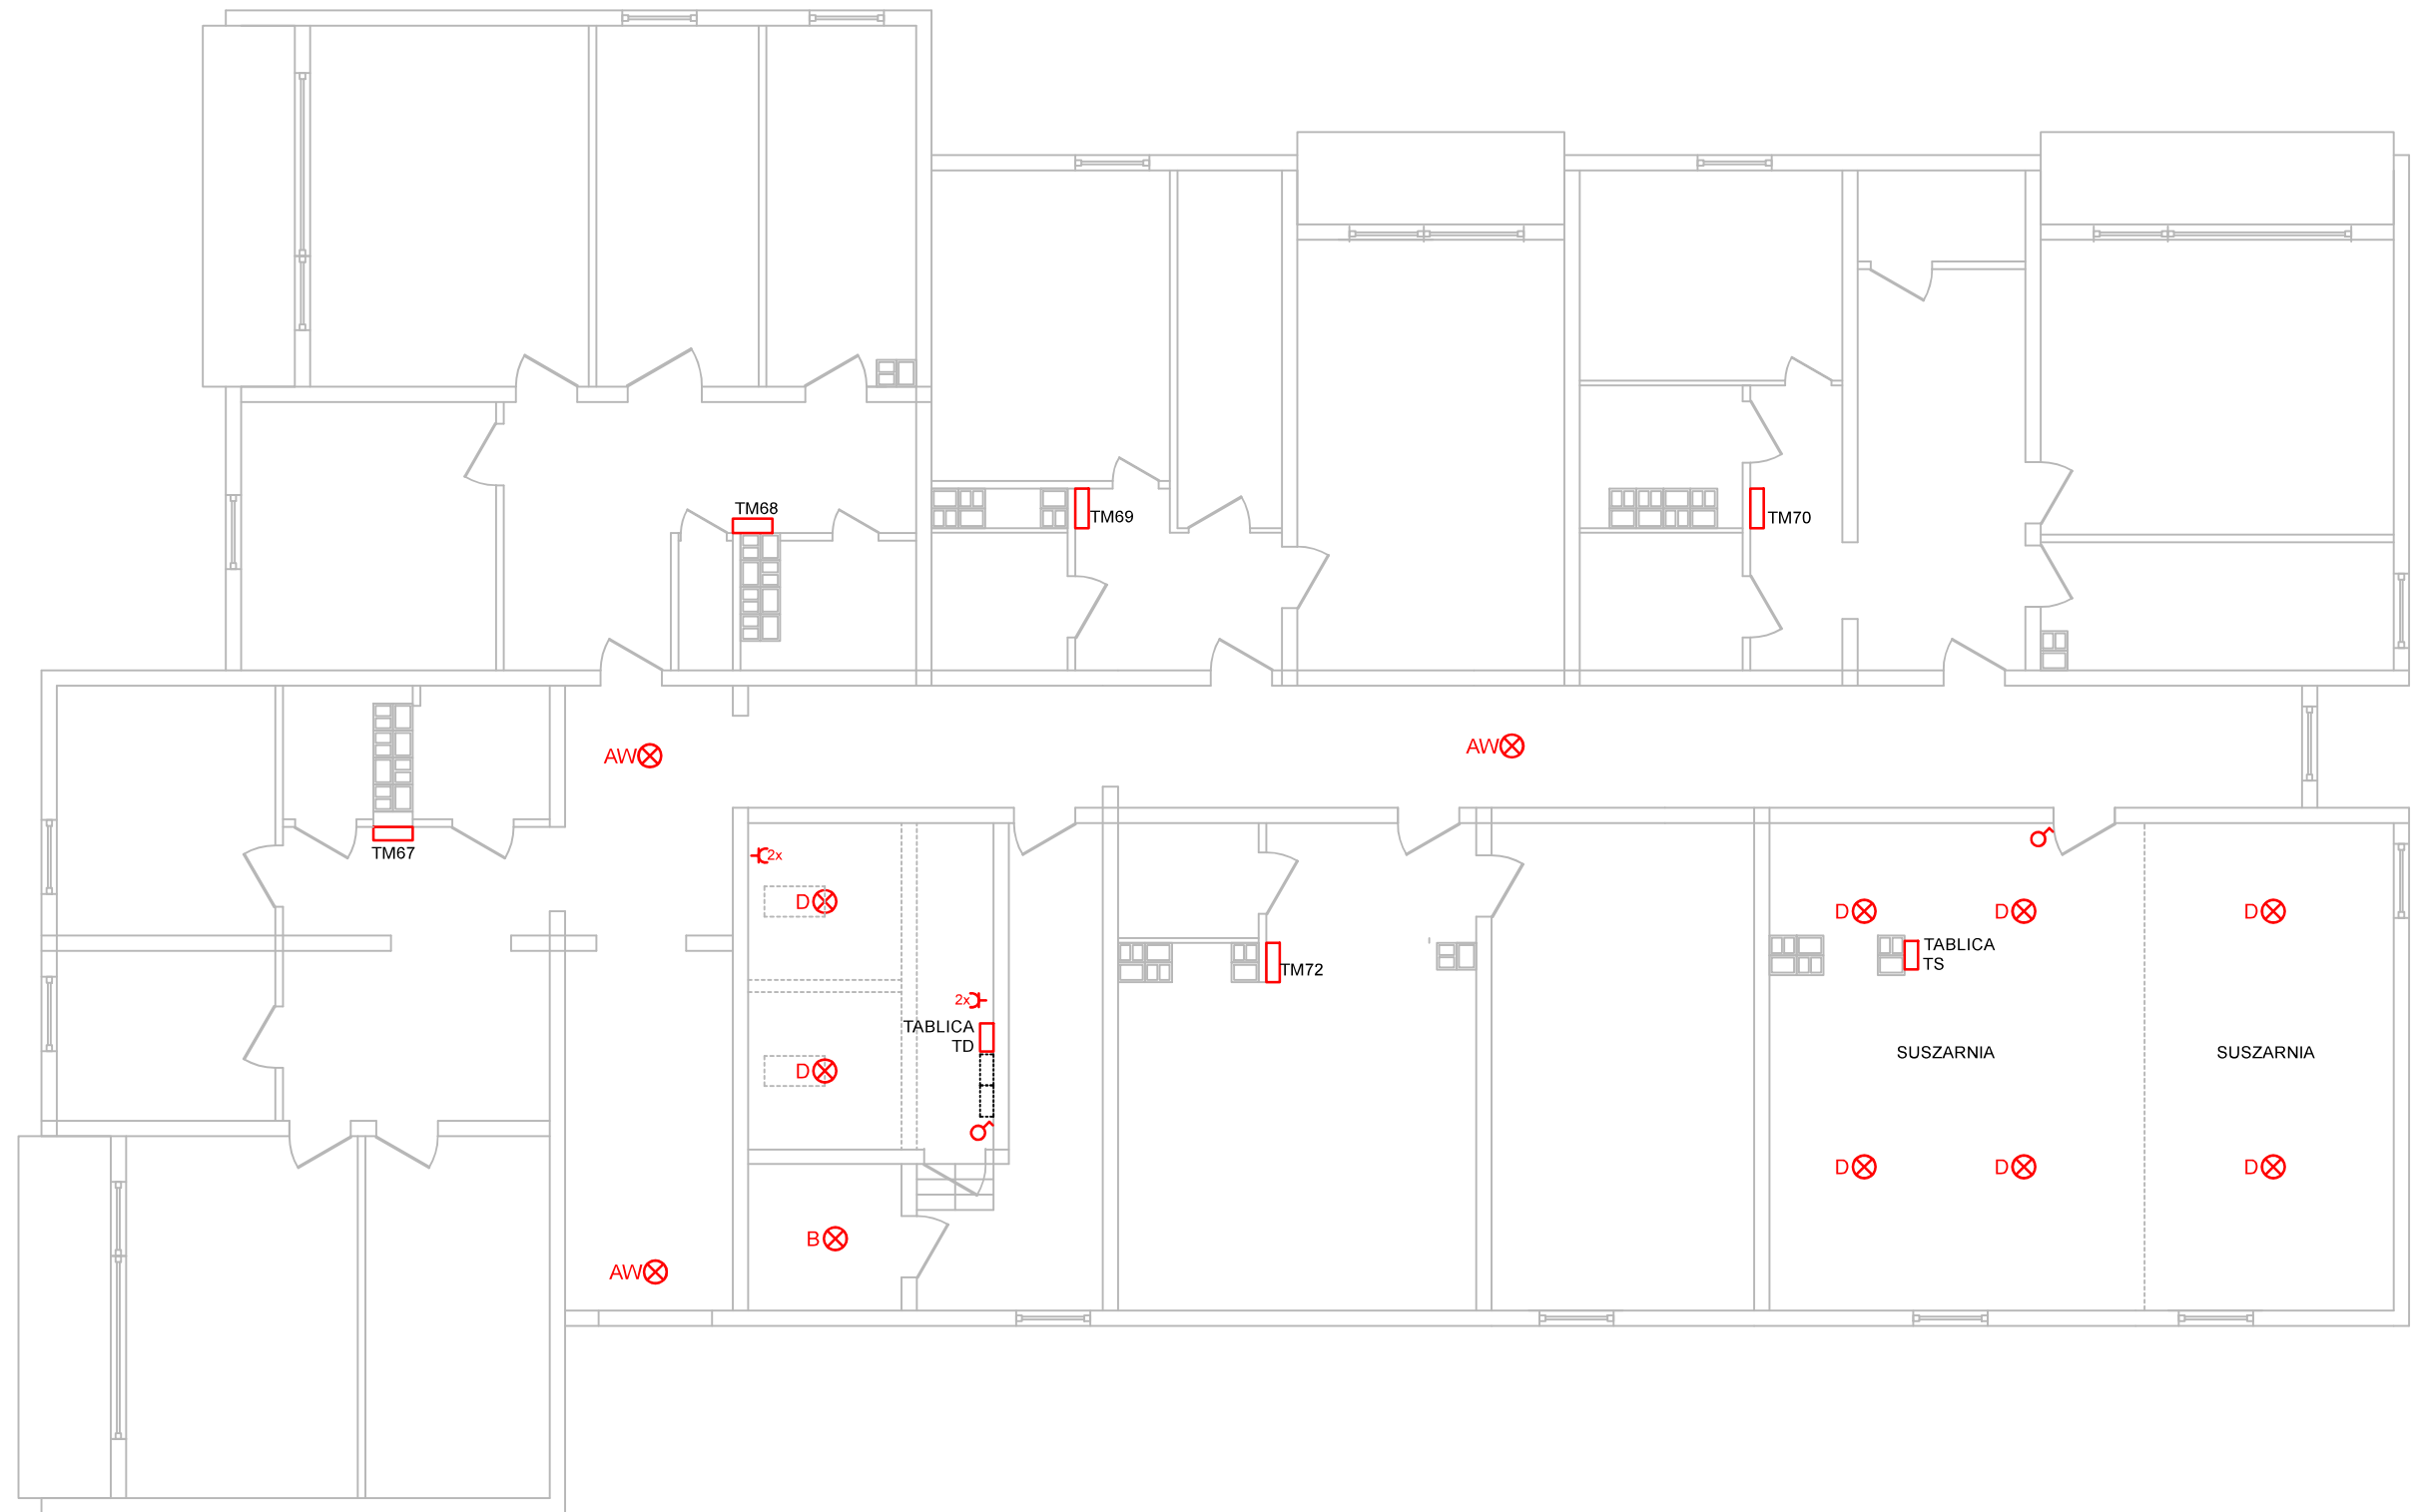 TM68
TM69
TM70
AW
AW
TM67
2x
D
D
D
D
TABLICA
TS
TM72
2x
TABLICA
TD
SUSZARNIA
SUSZARNIA
D
D
D
D
B
AW